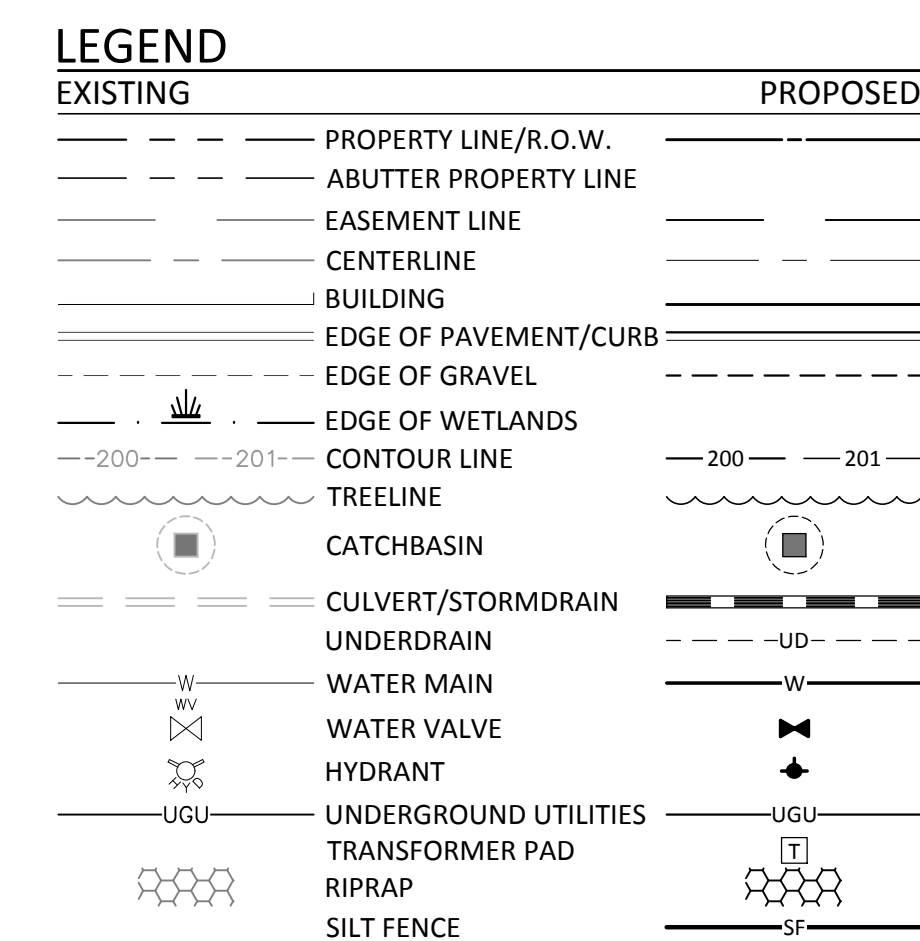 LEGEND
EXISTING PROPOSED
PROPERTY LINE/R.O.W.
ABUTTER PROPERTY LINE
EASEMENT LINE
CENTERLINE
BUILDING
EDGE OF PAVEMENT/CURB
EDGE OF GRAVEL
EDGE OF WETLANDS
200 201 CONTOUR LINE 200 201
TREELINE
CATCHBASIN
CULVERT/STORMDRAIN
UNDERDRAIN UD
W WATER MAIN W
WV
WATER VALVE
HYDRANT
HYD
UGU UNDERGROUND UTILITIES UGU
TRANSFORMER PAD T
RIPRAP
SILT FENCE SF